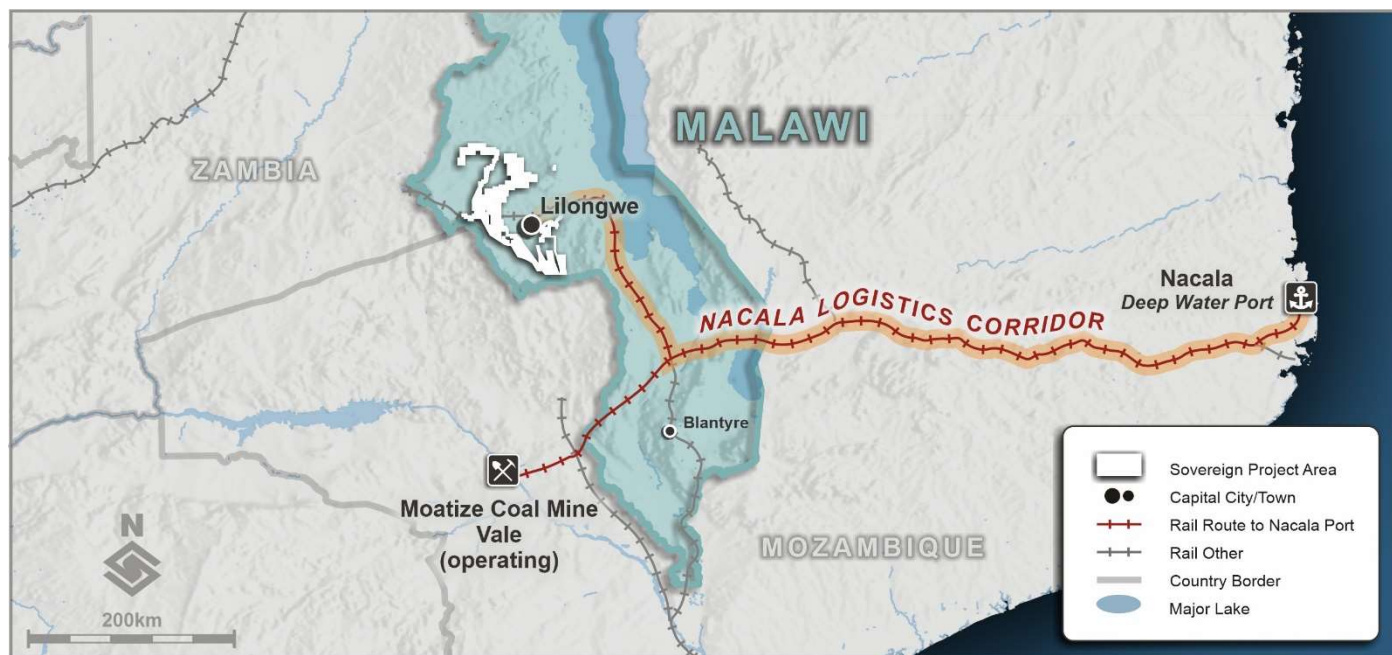 MALAWI
ZAMBIA
Lilongwe
Nacala
Deep Water Port
NACALA LOGISTICS CORRIDOR
Blantyre
Moatize Coal Mine
Vale
(operating)
MOZAMBIQUE
N
200km
Sovereign Project Area
Capital City/Town
Rail Route to Nacala Port
Rail Other
Country Border
Major Lake